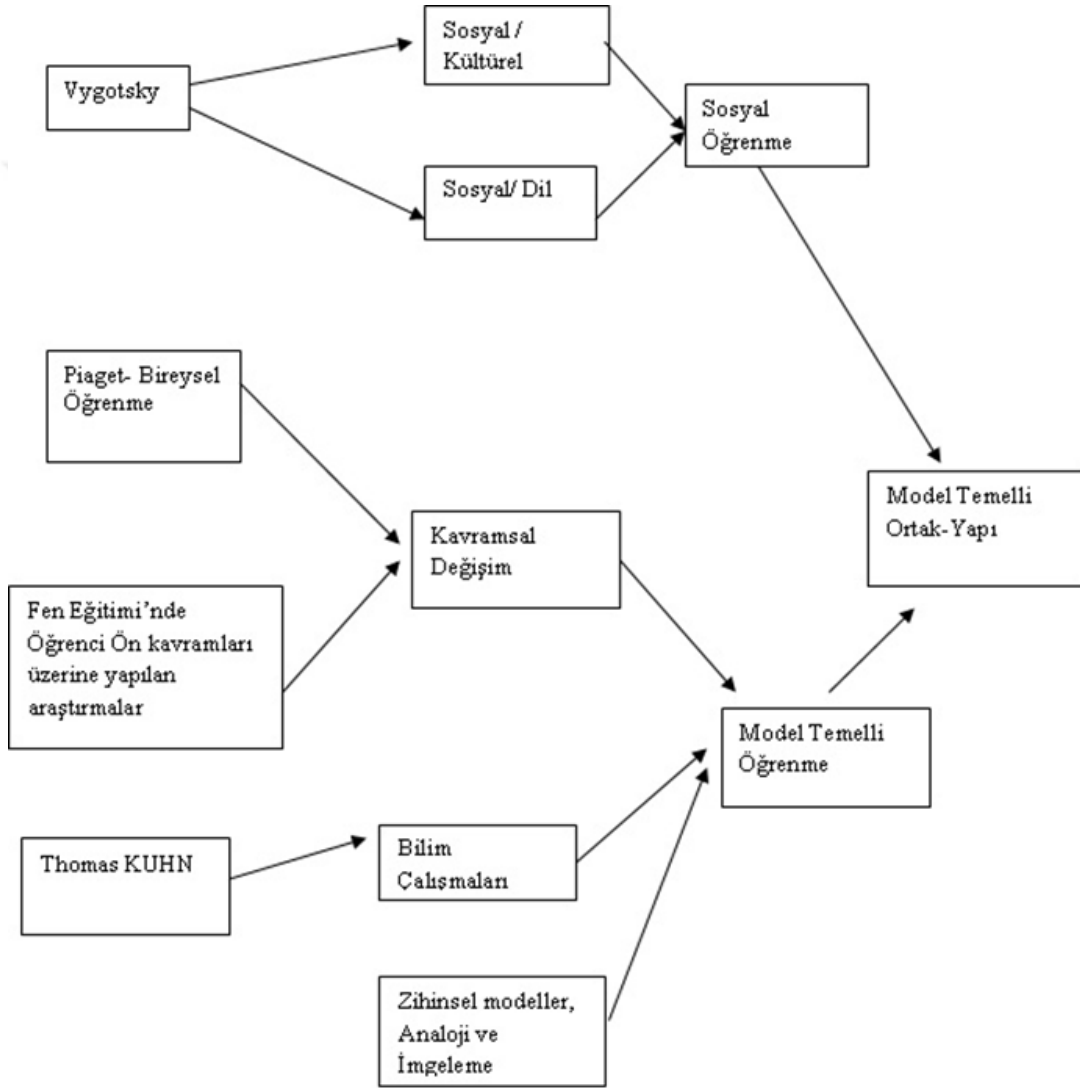 Sosyal /
Kültürel
Vygotsky
Sosyal
Öğrenme
Sosyal/ Dil
Piaget- Bireysel
Öğrenme
Model Temelli
Ortak-Yapı
Kavramsal
Değişim
Fen Eğitimi’nde
Öğrenci Ön kavramları
üzerine yapılan
araştırmalar
Model Temelli
Öğrenme
Thomas KUHN
Bilim
Çalışmaları
Zihinsel modeller,
Analoji ve
İmgeleme